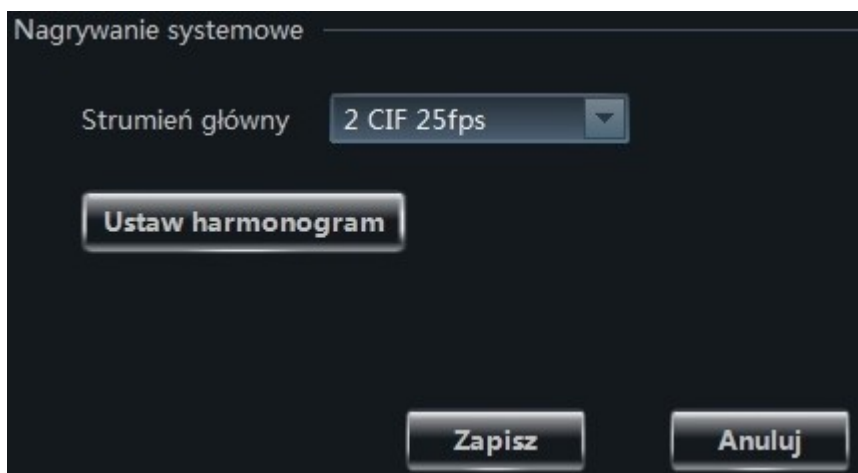 Nagrywanie systemowe
Strumień główny 2 CIF 25fps
Ustaw harmonogram
Zapisz Anuluj